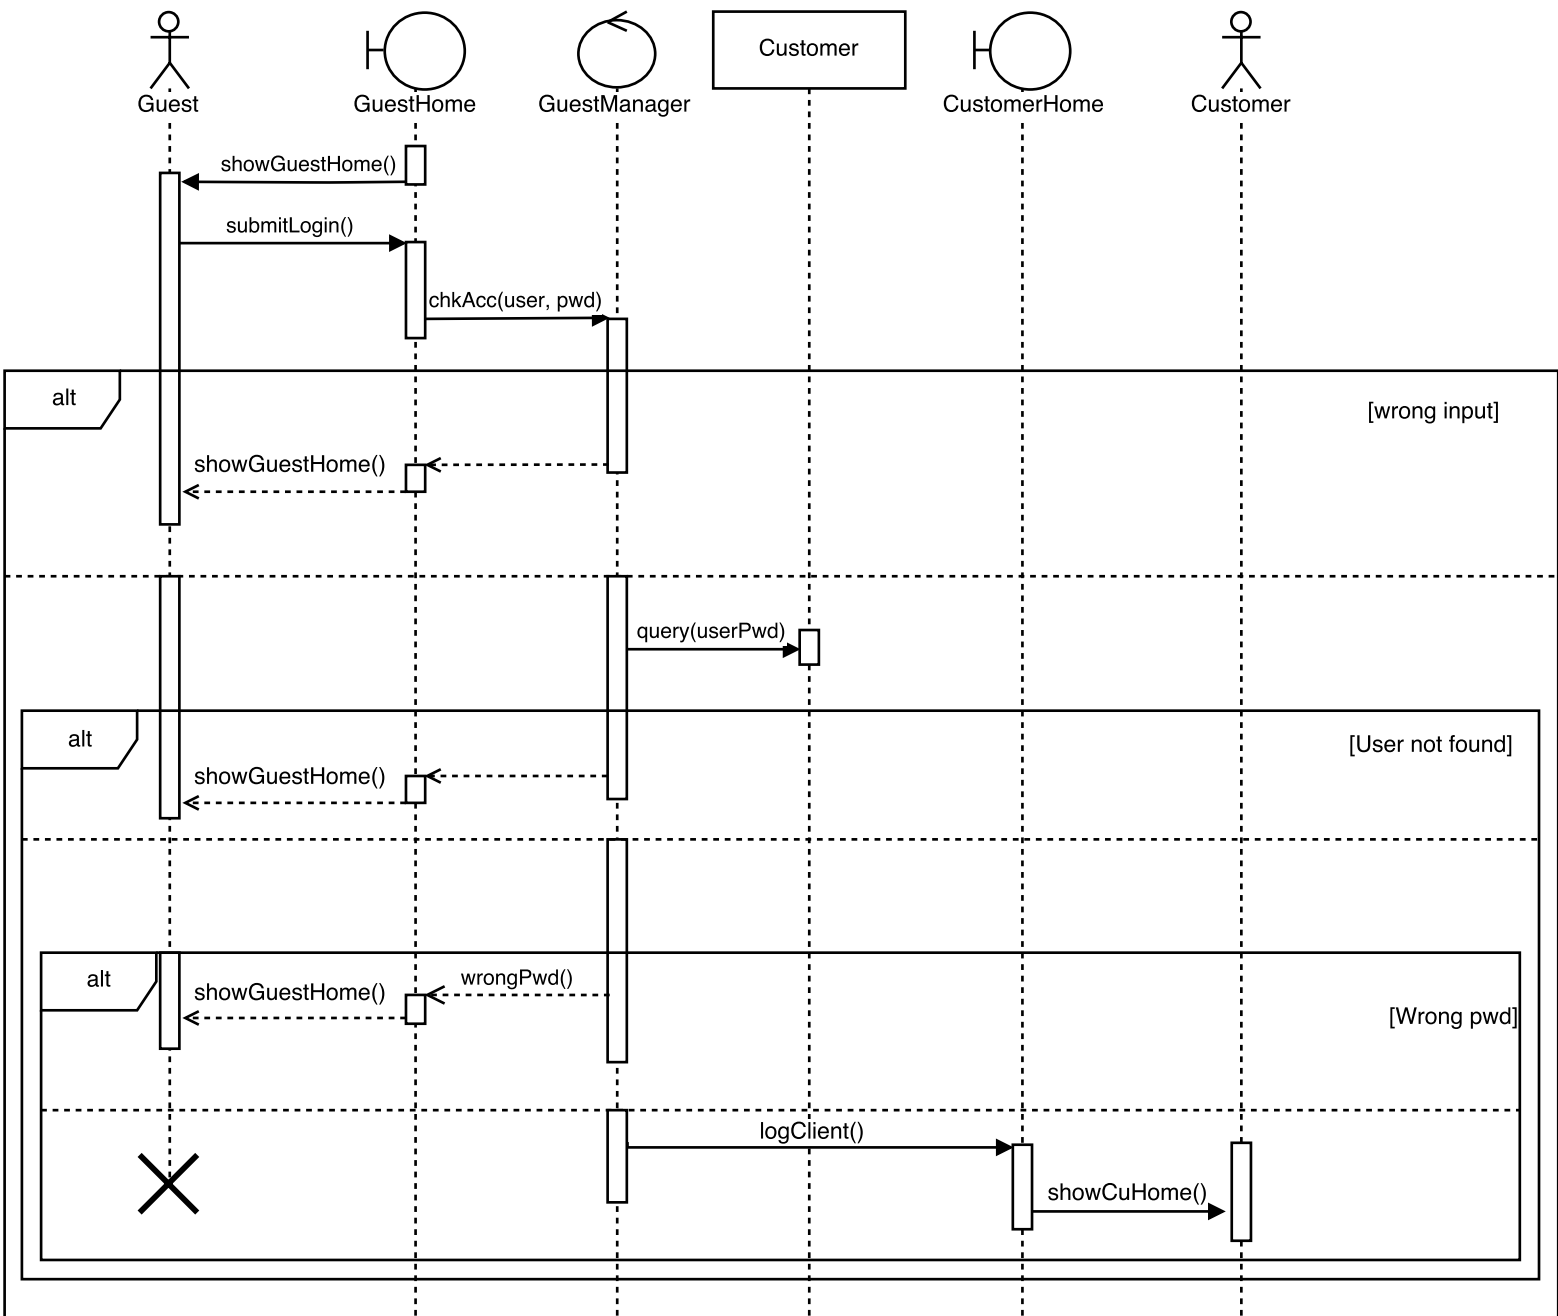 Customer
Guest
GuestHome
GuestManager
CustomerHome
Customer
showGuestHome()
submitLogin()
chkAcc(user, pwd)
alt
[wrong input]
showGuestHome()
query(userPwd)
alt
[User not found]
showGuestHome()
alt
wrongPwd()
showGuestHome()
[Wrong pwd]
logClient()
showCuHome()